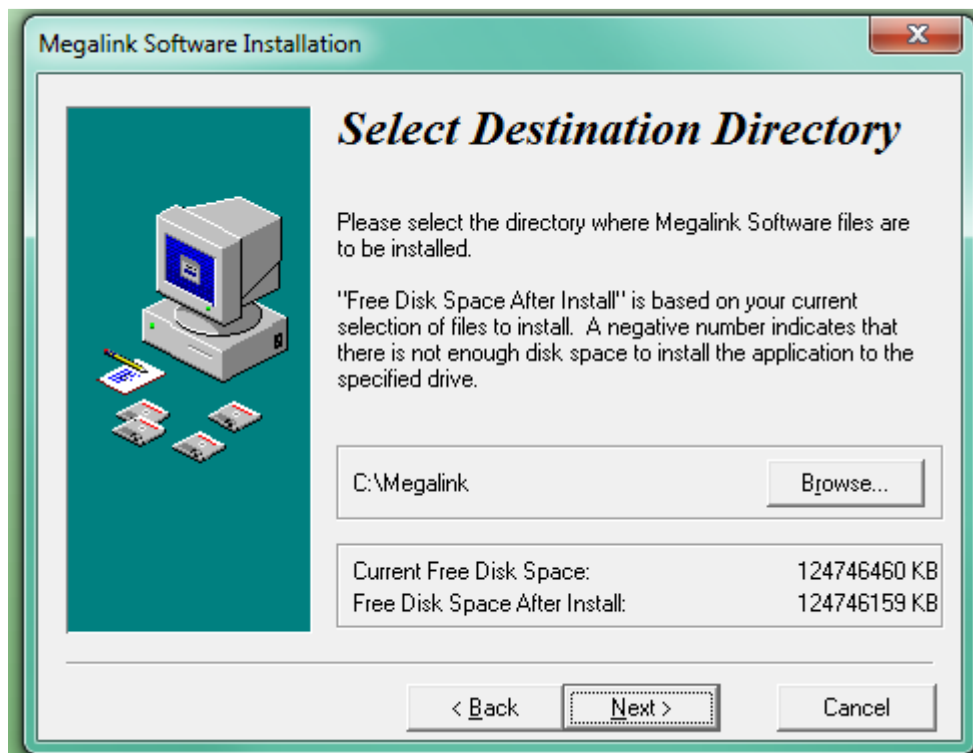 Megalink Software Installation
Select Destination Directory
Please select the directory where Megalink Software files are
to be installed.
"Free Disk Space After Install" is based on your current
selection of files to install.  A negative number indicates that
there is not enough disk space to install the application to the
specified drive.
C:\Megalink
Browse...
Current Free Disk Space: 124746460 KB
Free Disk Space After Install: 124746159 KB
< Back Next > Cancel